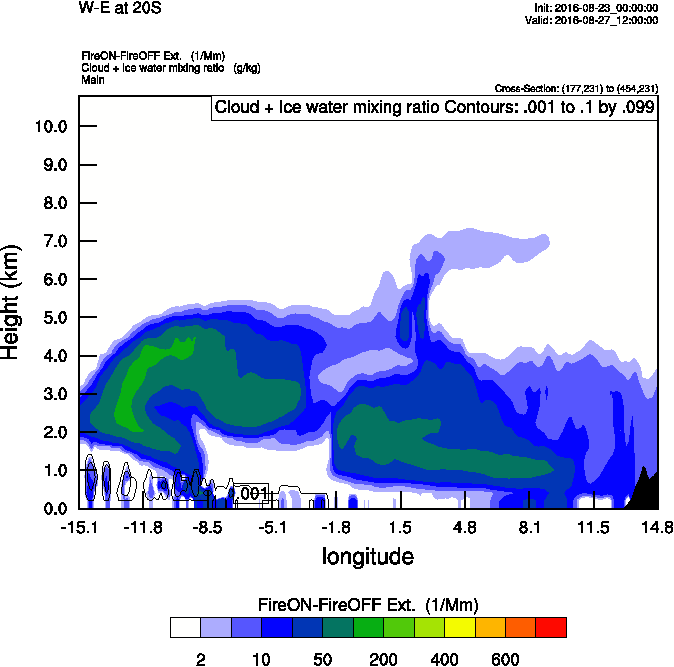 W-E at 20S
Init: 2016-08-23_00:00:00
Valid: 2016-08-27_12:00:00
FireON-FireOFF Ext. (1/Mm)
Cloud + Ice water mixing ratio (g/kg)
Main
Cross-Section: (177,231) to (454,231)
Cloud + Ice water mixing ratio Contours: .001 to .1 by .099
10.0
9.0
8.0
7.0
6.0
5.0
4.0
3.0
2.0
1.0
0.0
Height (km)
.001
-15.1 -11.8 -8.5 -5.1 -1.8 1.5 4.8 8.1 11.5 14.8
longitude
FireON-FireOFF Ext. (1/Mm)
2 10 50 200 400 600